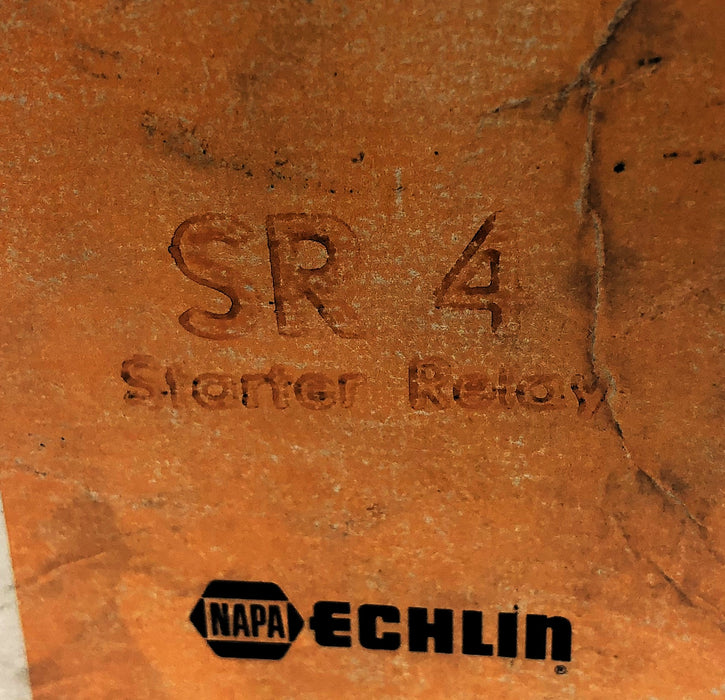 SR 4
Starter Relay
NAPA ECHLIN®